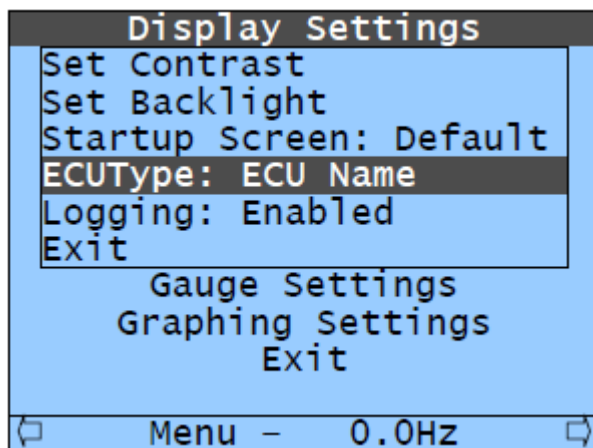 Display Settings
Set Contrast
Set Backlight
Startup Screen: Default
ECUType: ECU Name
Logging: Enabled
Exit
Gauge Settings
Graphing Settings
Exit
Menu – 0.0Hz